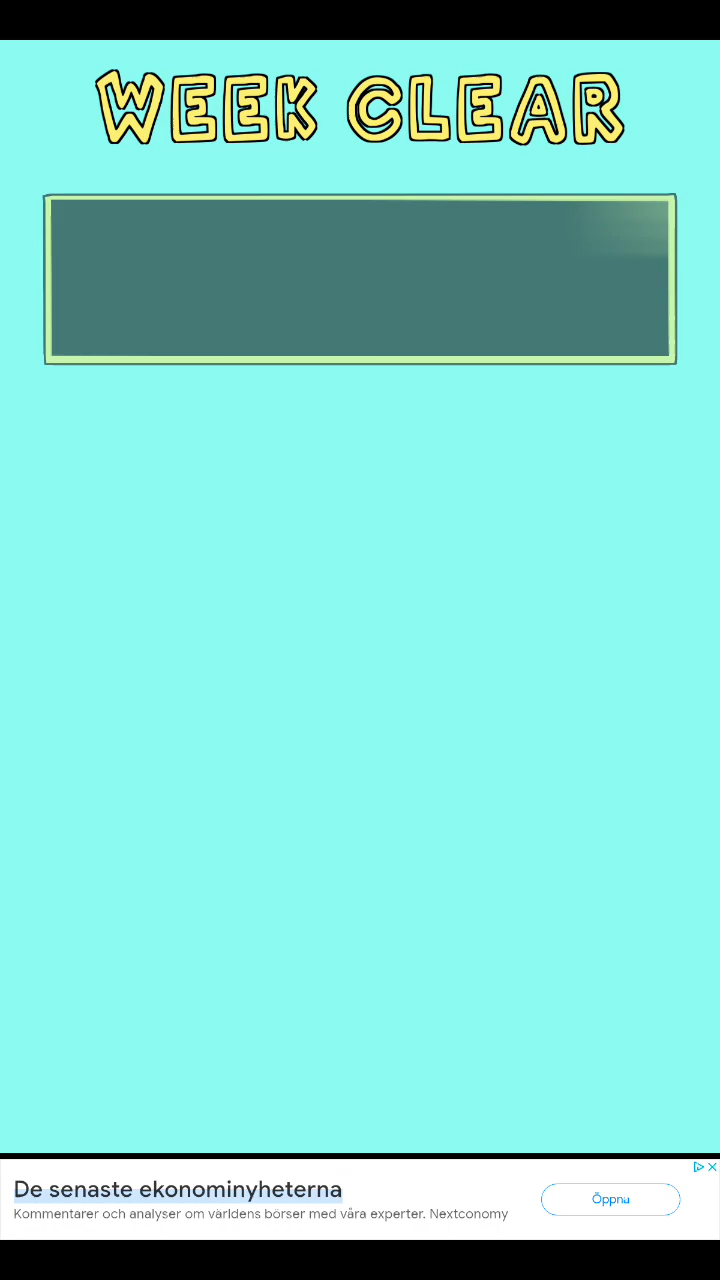 WEEK CLEAR
De senaste ekonominyheterna
Kommentarer och analyser om världens börser med våra experter. Nextconomy
Öppna